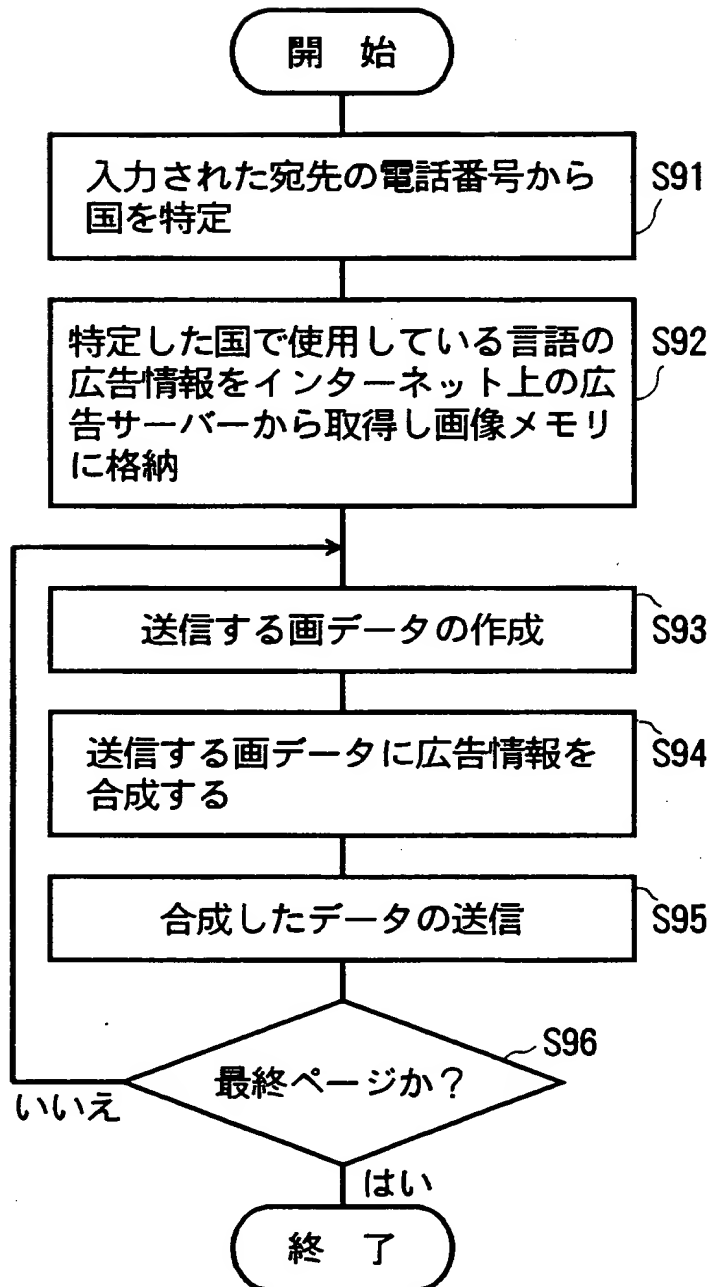 開　始
入力された宛先の電話番号から
国を特定
S91
特定した国で使用している言語の
広告情報をインターネット上の広
告サーバーから取得し画像メモリ
に格納
S92
送信する画データの作成
S93
送信する画データに広告情報を
合成する
S94
合成したデータの送信
S95
最終ページか？
S96
いいえ
はい
終　了